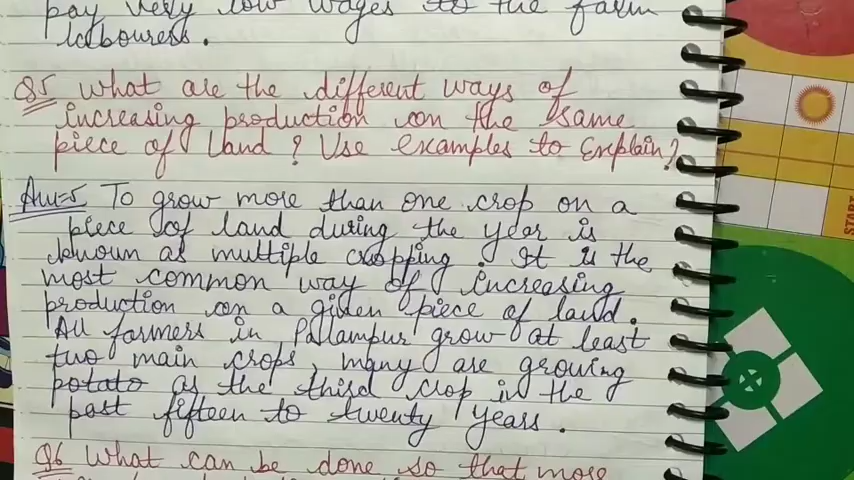 pay very low wages to the farm
labourers.
Q5 What are the different ways of
increasing production on the same
piece of land? Use examples to Explain?
Ans-5 To grow more than one crop on a
piece of land during the year is
known as multiple cropping. It is the
most common way of increasing
production on a given piece of land.
All farmers in Palampur grow at least
two main crops, many are growing
potato as the third crop in the
past fifteen to twenty years.
Q6 What can be done so that more
START